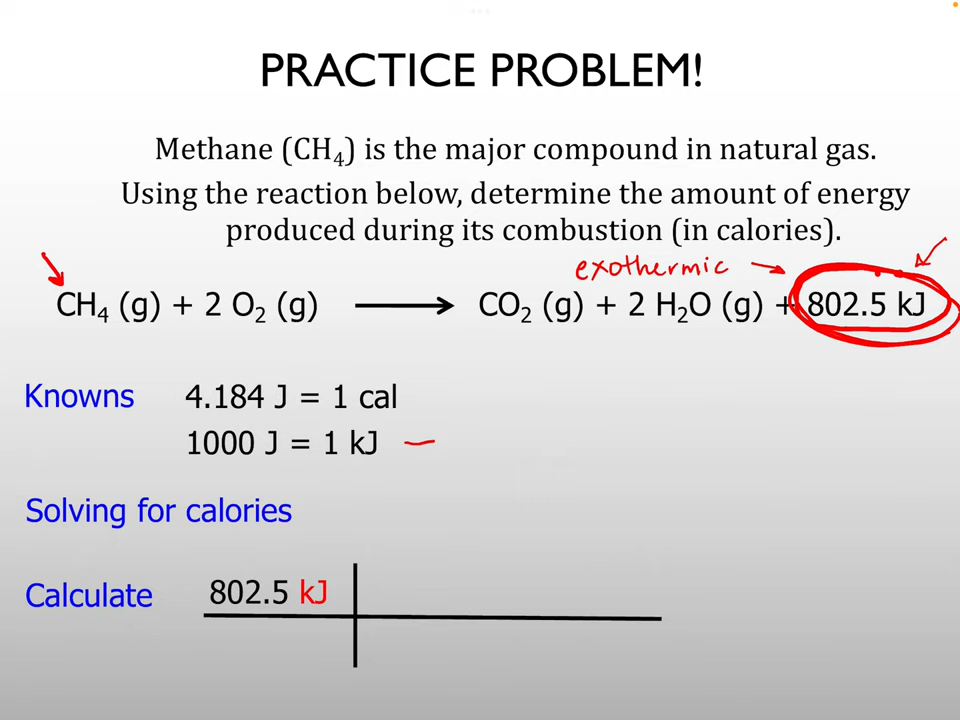 PRACTICE PROBLEM!
Methane (CH₄) is the major compound in natural gas.
Using the reaction below, determine the amount of energy
produced during its combustion (in calories).
exothermic
CH₄ (g) + 2 O₂ (g) → CO₂ (g) + 2 H₂O (g) + 802.5 kJ
Knowns 4.184 J = 1 cal
1000 J = 1 kJ
Solving for calories
Calculate 802.5 kJ